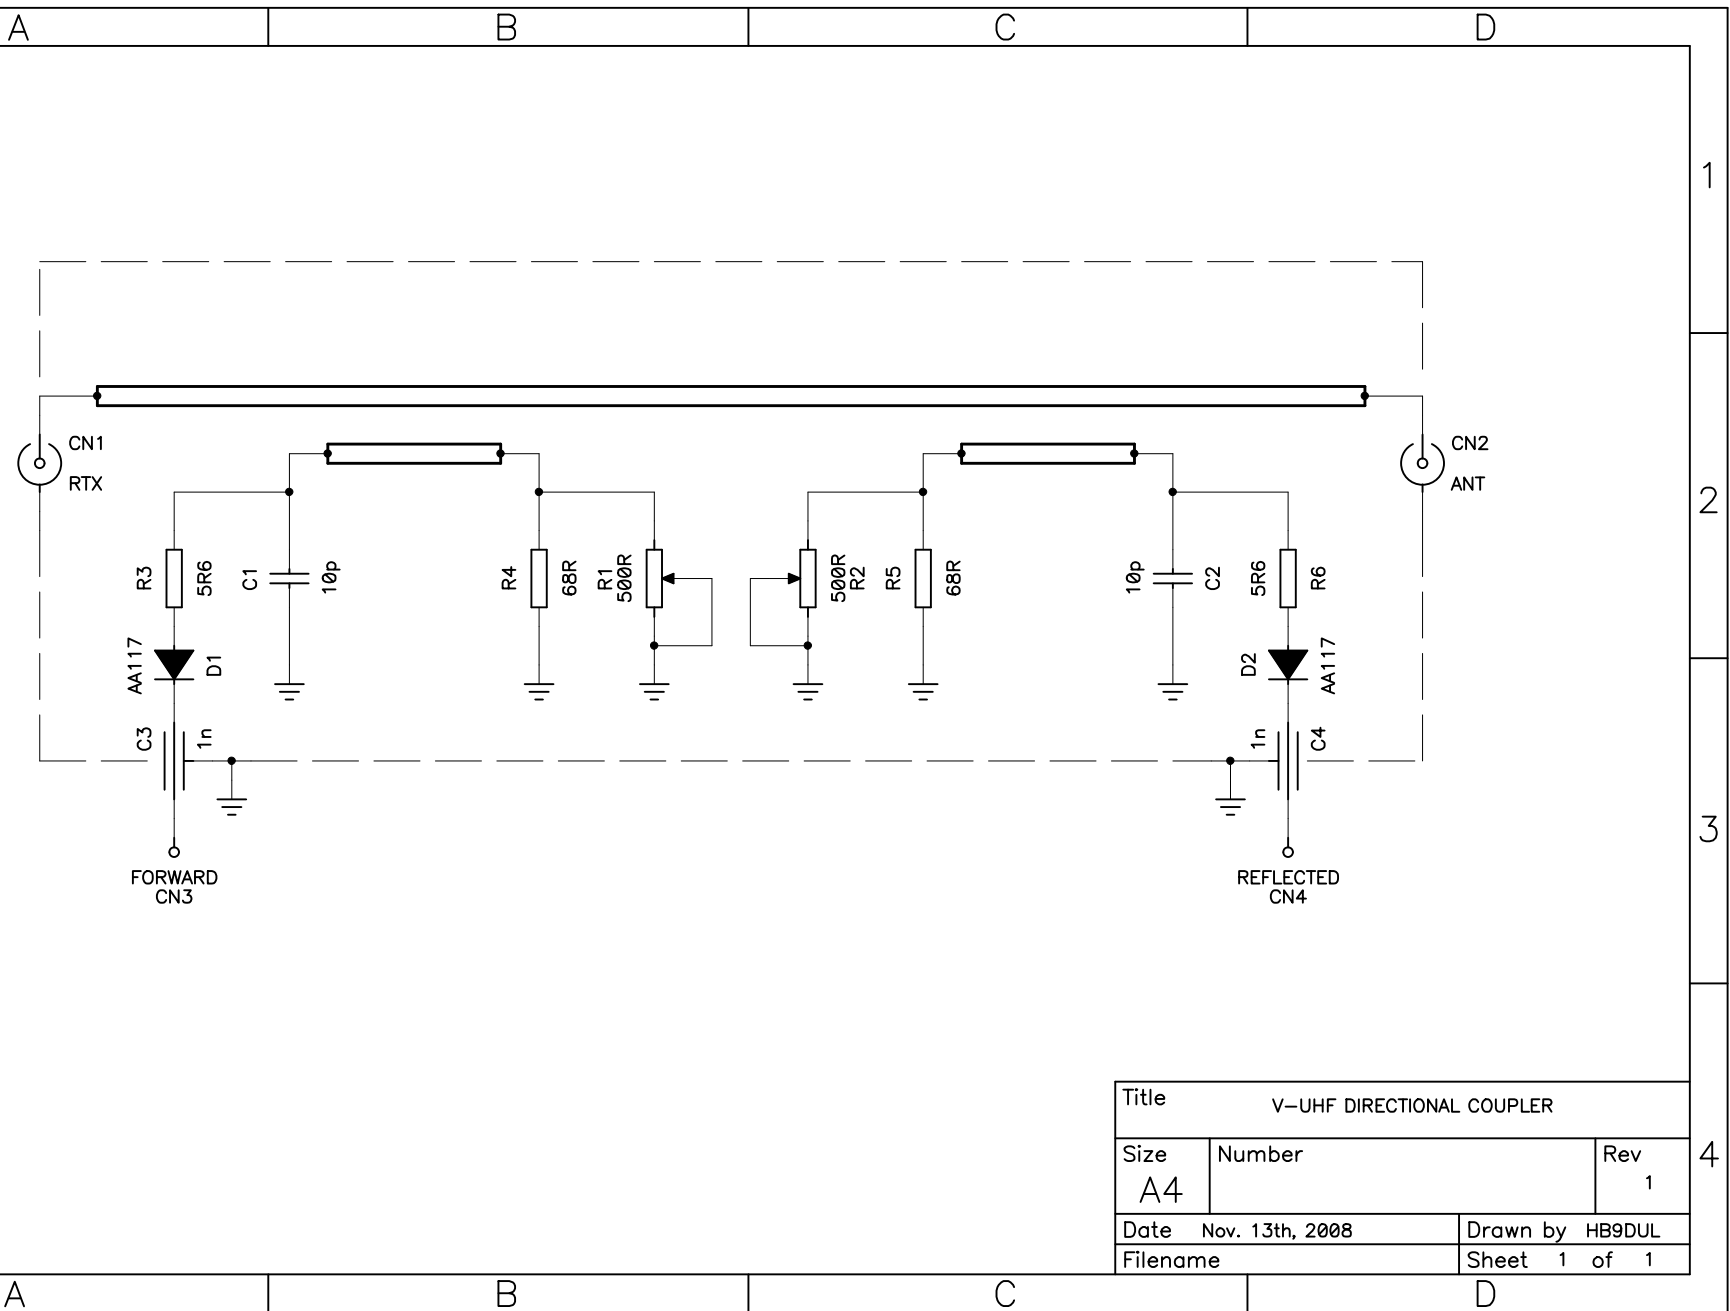 A B C D
1
CN1
RTX
CN2
ANT
2
R3 5R6
C1 10p
R4 68R
R1 500R
500R R2
R5 68R
10p C2
5R6 R6
AA117 D1
D2 AA117
C3 1n
1n C4
3
FORWARD
CN3
REFLECTED
CN4
Title V-UHF DIRECTIONAL COUPLER
Size Number Rev
A4 1
4
Date Nov. 13th, 2008 Drawn by HB9DUL
Filename Sheet 1 of 1
A B C D